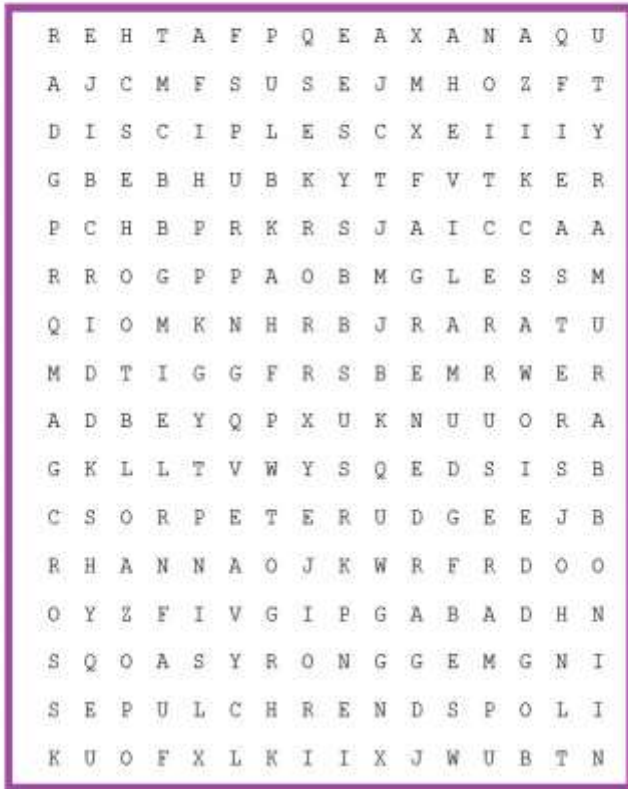 R E H T A F P Q E A X A N A Q U
A J C M F S U S E J M H O Z F T
D I S C I P L E S C X E I I I Y
G B E B H U B K Y T F V T K E R
P C H B P R K R S J A I C C A A
R R O G P P A O B M G L E S S M
Q I O M K N H R B J R A R A T U
M D T I G G F R S B E M R W E R
A D B E Y Q P X U K N U U O R A
G K L L T V W Y S Q E D S I S B
C S O R P E T E R U D G E E J B
R H A N N A O J K W R F R D O O
O Y Z F I V G I P G A B A D H N
S Q O A S Y R O N G G E M G N I
S E P U L C H R E N D S P O L I
K U O F X L K I I X J W U B T N